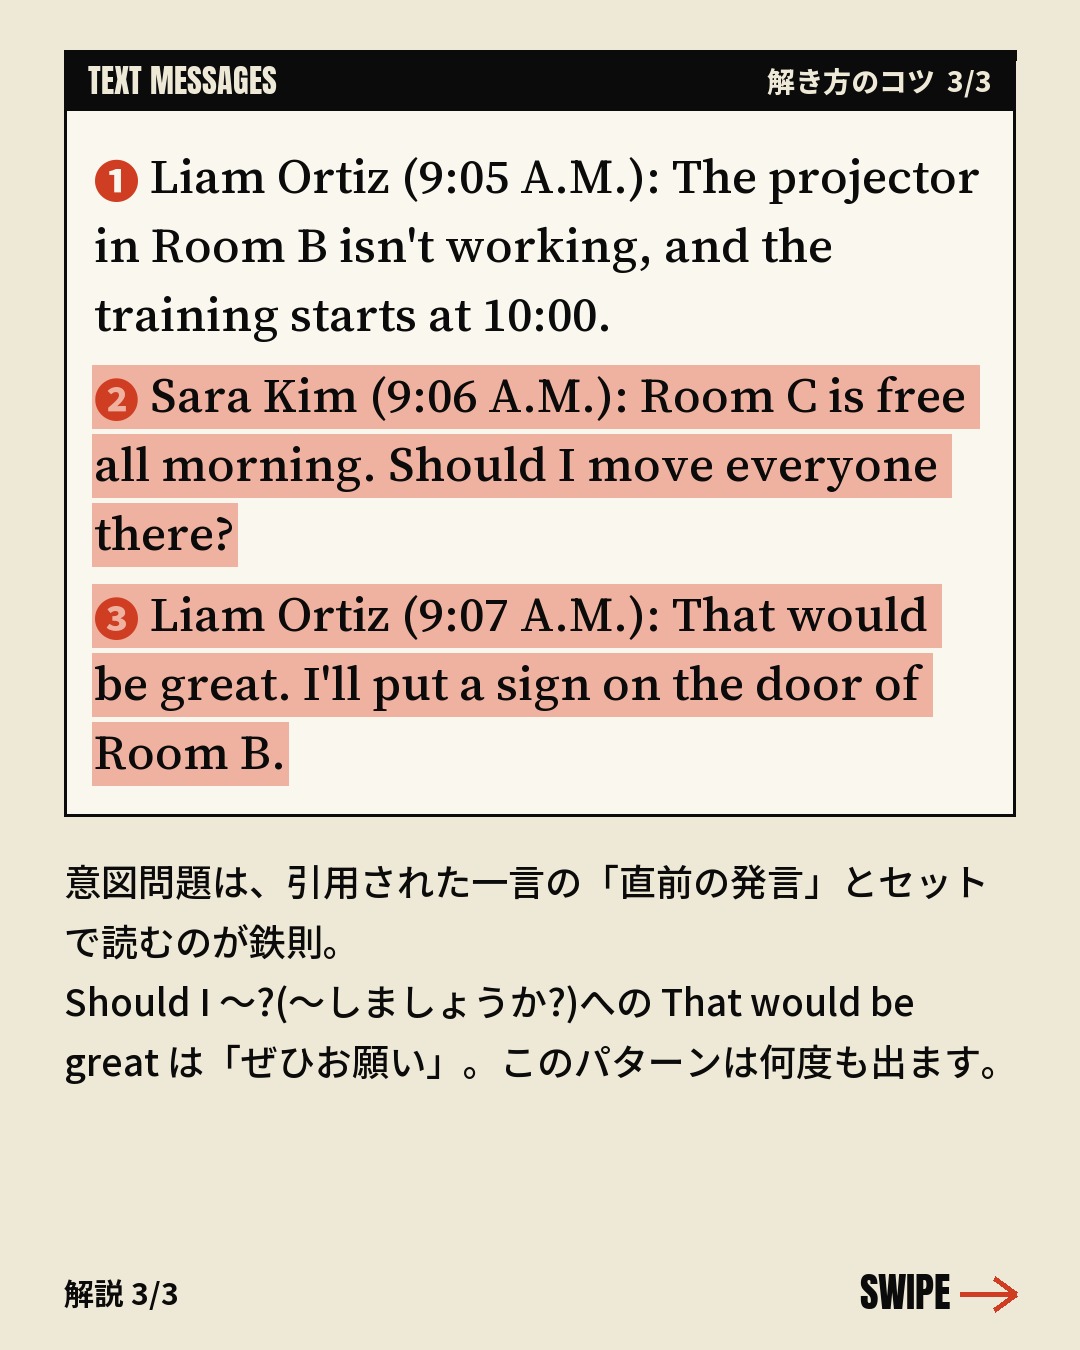 TEXT MESSAGES
解き方のコツ 3/3
❶ Liam Ortiz (9:05 A.M.): The projector
in Room B isn't working, and the
training starts at 10:00.
❷ Sara Kim (9:06 A.M.): Room C is free
all morning. Should I move everyone
there?
❸ Liam Ortiz (9:07 A.M.): That would
be great. I'll put a sign on the door of
Room B.
意図問題は、引用された一言の「直前の発言」とセット
で読むのが鉄則。
Should I 〜?(〜しましょうか?)への That would be
great は「ぜひお願い」。このパターンは何度も出ます。
解説 3/3
SWIPE →